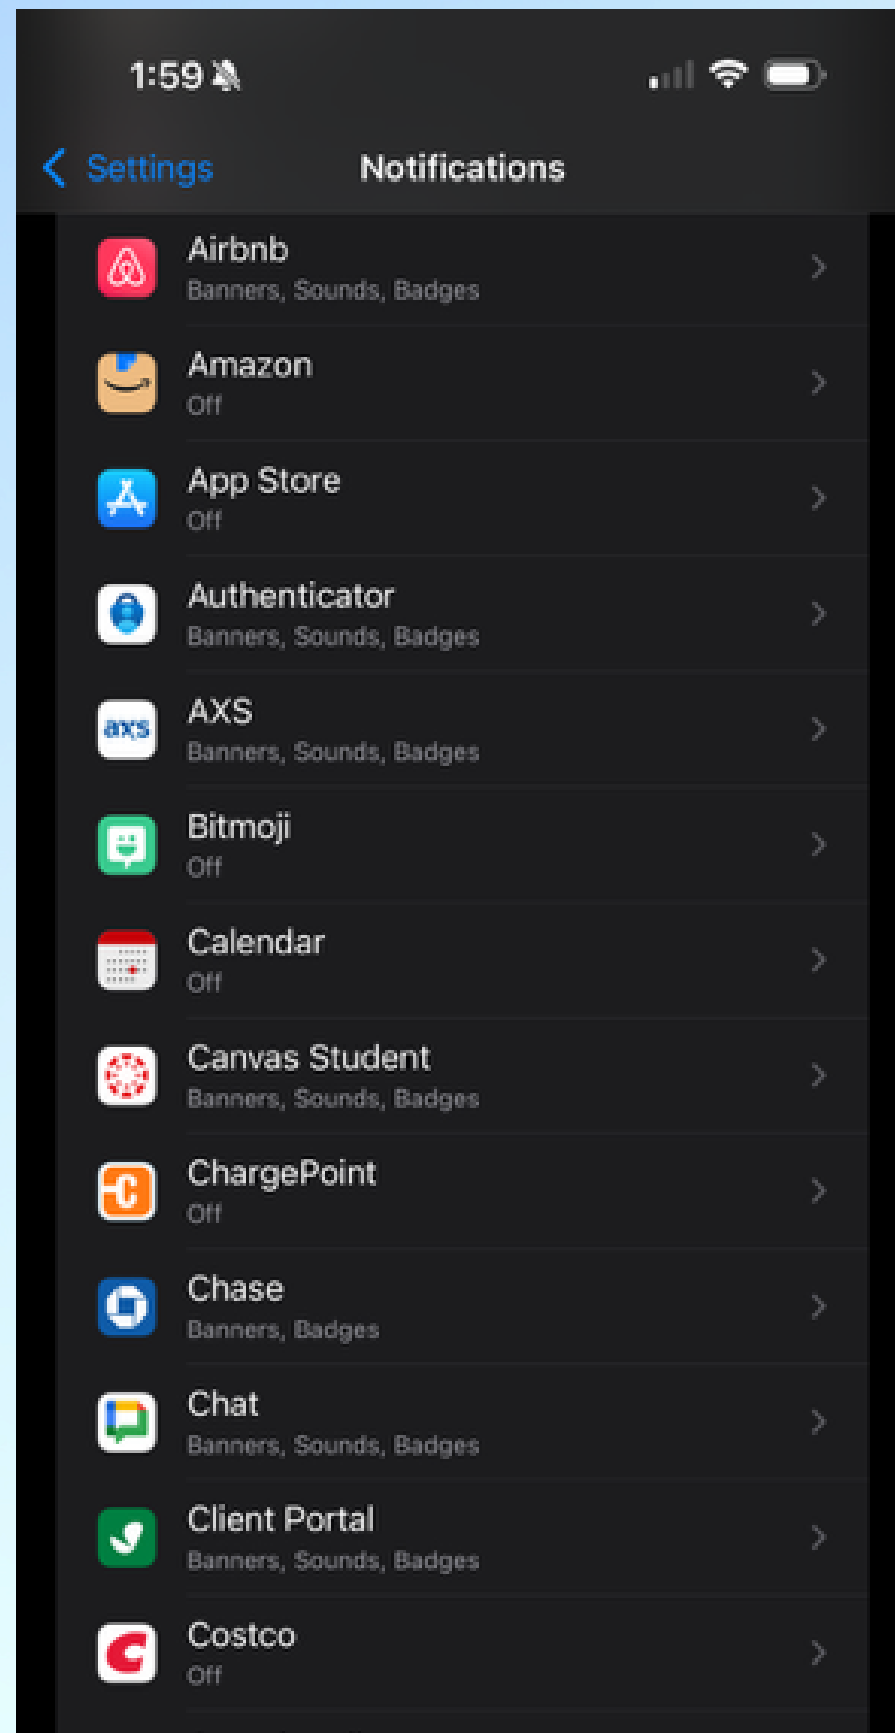 1:59
Settings
Notifications
Airbnb
Banners, Sounds, Badges
Amazon
Off
App Store
Off
Authenticator
Banners, Sounds, Badges
axs
AXS
Banners, Sounds, Badges
Bitmoji
Off
Calendar
Off
Canvas Student
Banners, Sounds, Badges
ChargePoint
Off
Chase
Banners, Badges
Chat
Banners, Sounds, Badges
Client Portal
Banners, Sounds, Badges
Costco
Off